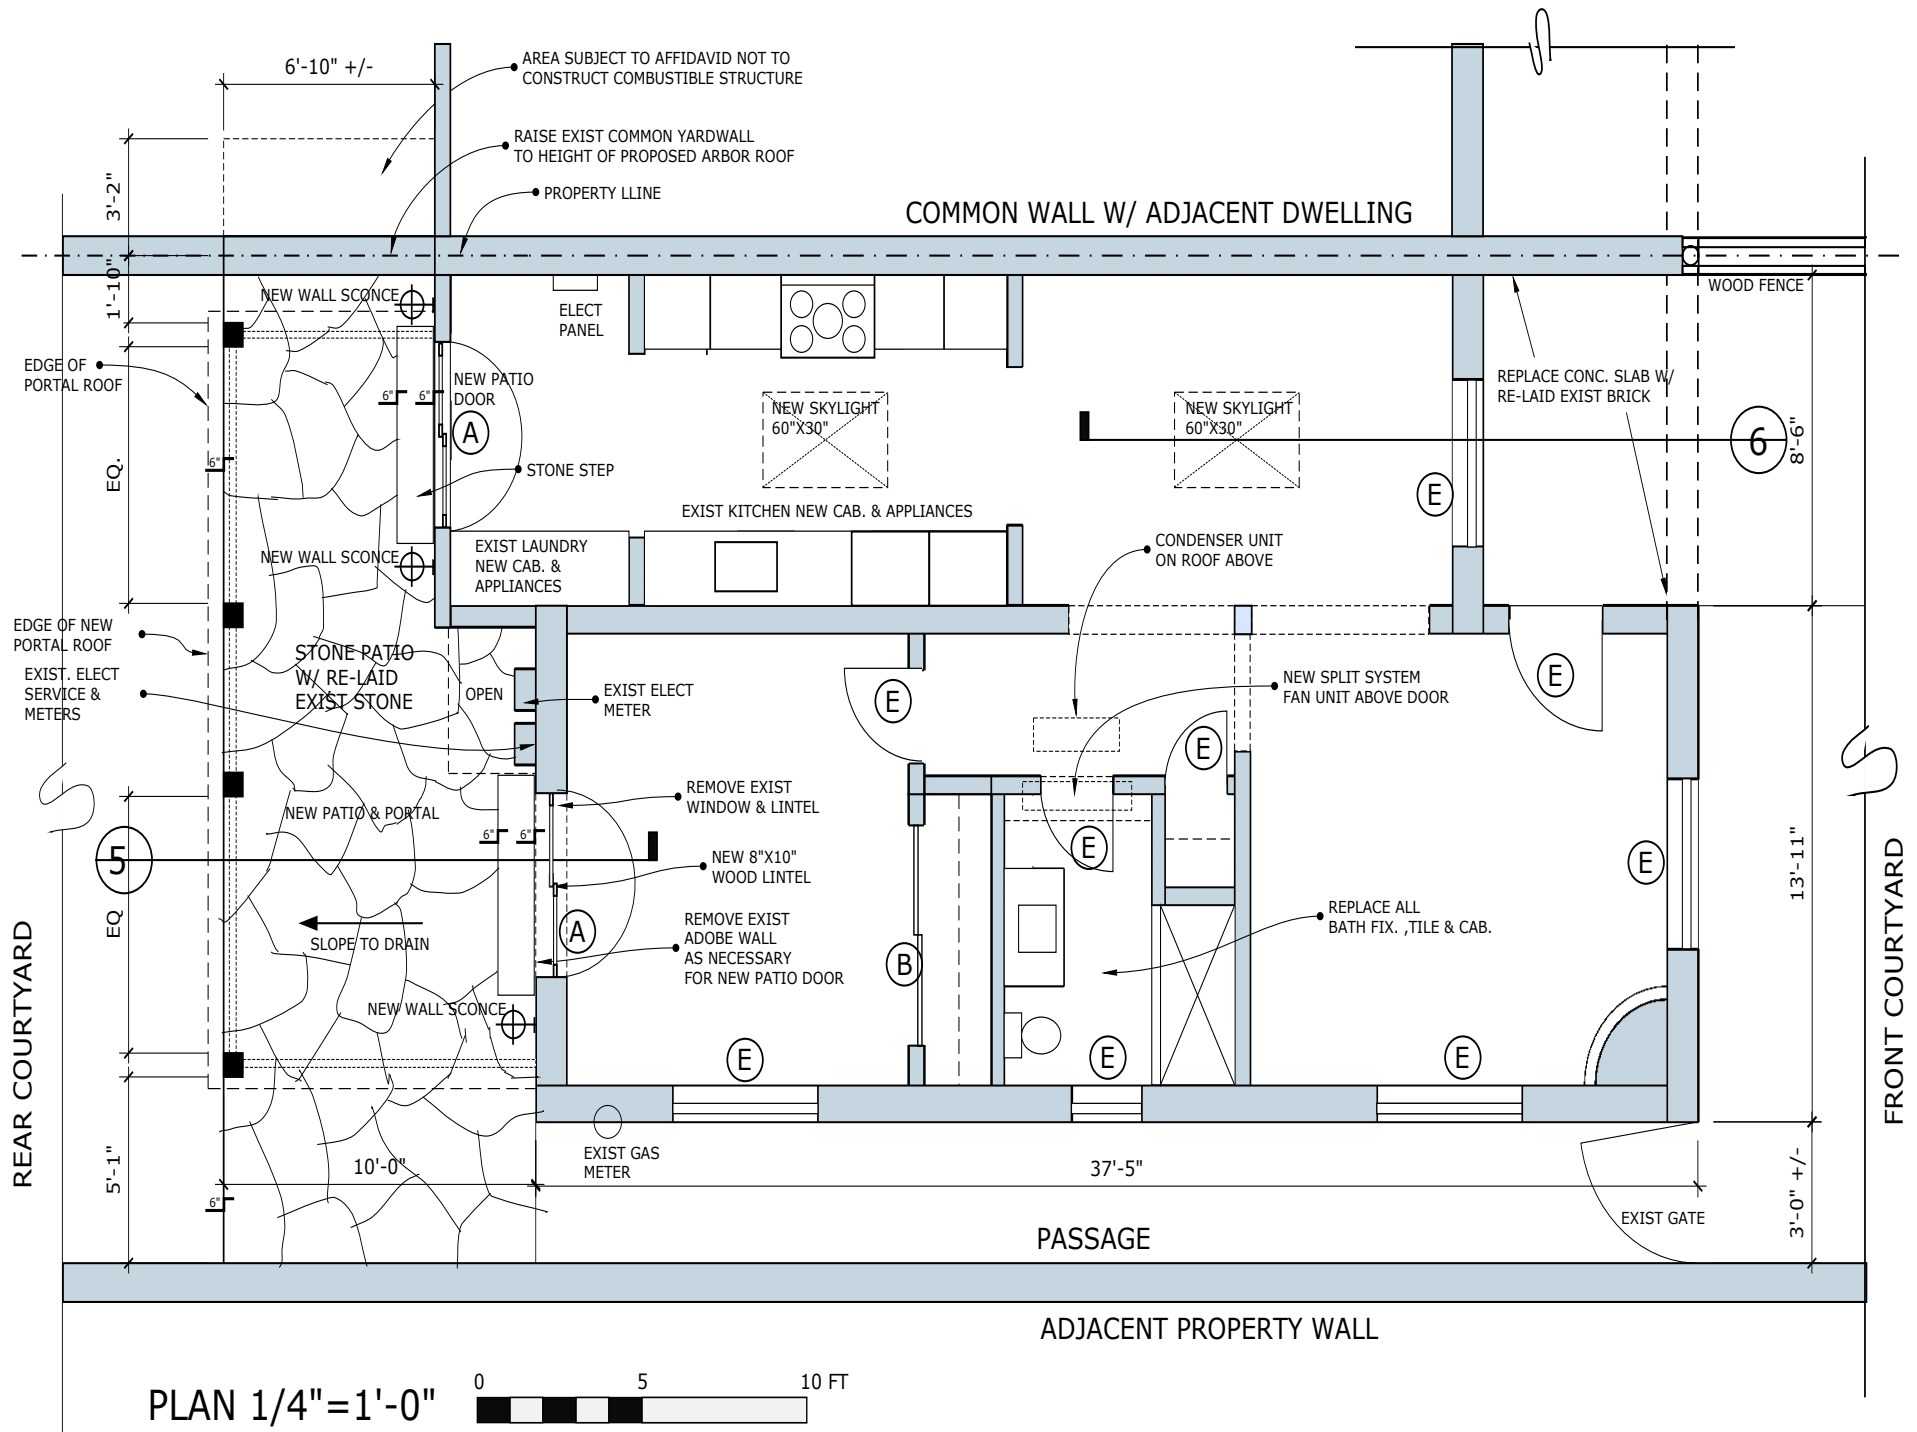 6'-10" +/-
AREA SUBJECT TO AFFIDAVID NOT TO
CONSTRUCT COMBUSTIBLE STRUCTURE
RAISE EXIST COMMON YARDWALL
TO HEIGHT OF PROPOSED ARBOR ROOF
PROPERTY LLINE
COMMON WALL W/ ADJACENT DWELLING
3'-2"
1'-10"
NEW WALL SCONCE
ELECT
PANEL
WOOD FENCE
EDGE OF
PORTAL ROOF
6"
6"
NEW PATIO
DOOR
A
NEW SKYLIGHT
60"X30"
NEW SKYLIGHT
60"X30"
REPLACE CONC. SLAB W/
RE-LAID EXIST BRICK
6
8'-6"
EQ.
6"
STONE STEP
E
EXIST KITCHEN NEW CAB. & APPLIANCES
NEW WALL SCONCE
EXIST LAUNDRY
NEW CAB. &
APPLIANCES
CONDENSER UNIT
ON ROOF ABOVE
EDGE OF NEW
PORTAL ROOF
EXIST. ELECT
SERVICE &
METERS
STONE PATIO
W/ RE-LAID
EXIST STONE
OPEN
EXIST ELECT
METER
E
NEW SPLIT SYSTEM
FAN UNIT ABOVE DOOR
E
E
REMOVE EXIST
WINDOW & LINTEL
NEW PATIO & PORTAL
6"
6"
5
NEW 8"X10"
WOOD LINTEL
E
E
13'-11"
EQ
SLOPE TO DRAIN
A
REMOVE EXIST
ADOBE WALL
AS NECESSARY
FOR NEW PATIO DOOR
B
REPLACE ALL
BATH FIX. ,TILE & CAB.
NEW WALL SCONCE
E
E
E
REAR COURTYARD
FRONT COURTYARD
5'-1"
6"
10'-0"
EXIST GAS
METER
37'-5"
EXIST GATE
3'-0" +/-
PASSAGE
ADJACENT PROPERTY WALL
PLAN 1/4"=1'-0"
0
5
10 FT